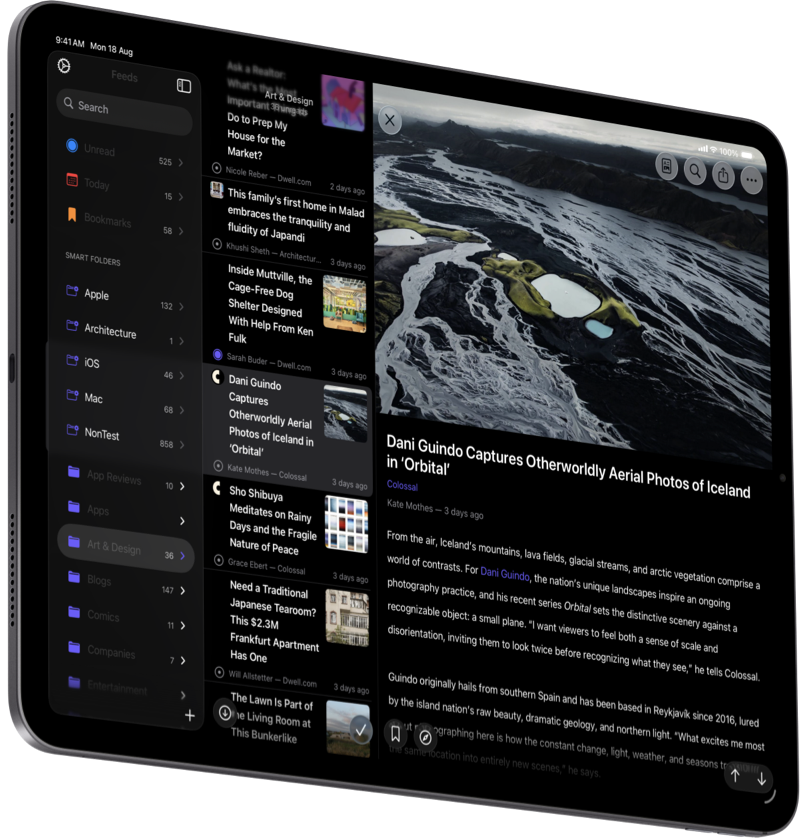 9:41 AM Mon 18 Aug
Feeds
Search
Unread 525
Today 15
Bookmarks 58
SMART FOLDERS
Apple 132
Architecture 1
iOS 46
Mac 68
NonTest 858
App Reviews 10
Apps
Art & Design 36
Blogs 147
Comics 11
Companies 7
Entertainment
Ask a Realtor:
What's the Most
Important Thing to
Art & Design
Do to Prep My
House for the
Market?
Nicole Reber — Dwell.com 2 days ago
This family's first home in Malad
embraces the tranquility and
fluidity of Japandi
Khushi Sheth — Architectur... 3 days ago
Inside Muttville, the
Cage-Free Dog
Shelter Designed
With Help From Ken
Fulk
Sarah Buder — Dwell.com 3 days ago
Dani Guindo
Captures
Otherworldly Aerial
Photos of Iceland in
'Orbital'
Kate Mothes — Colossal 3 days ago
Sho Shibuya
Meditates on Rainy
Days and the Fragile
Nature of Peace
Grace Ebert — Colossal 3 days ago
Need a Traditional
Japanese Tearoom?
This $2.3M
Frankfurt Apartment
Has One
Will Allstetter — Dwell.com 3 days ago
The Lawn Is Part of
the Living Room at
This Bunkerlike
100%
Dani Guindo Captures Otherworldly Aerial Photos of Iceland
in 'Orbital'
Colossal
Kate Mothes — 3 days ago
From the air, Iceland's mountains, lava fields, glacial streams, and arctic vegetation comprise a
world of contrasts. For Dani Guindo, the nation's unique landscapes inspire an ongoing
photography practice, and his recent series Orbital sets the distinctive scenery against a
recognizable object: a small plane. "I want viewers to feel both a sense of scale and
disorientation, inviting them to look twice before recognizing what they see," he tells Colossal.
Guindo originally hails from southern Spain and has been based in Reykjavík since 2016, lured
by the island nation's raw beauty, dramatic geology, and northern light. "What excites me most
about photographing here is how the constant change, light, weather, and seasons
the same location into entirely new scenes," he says.